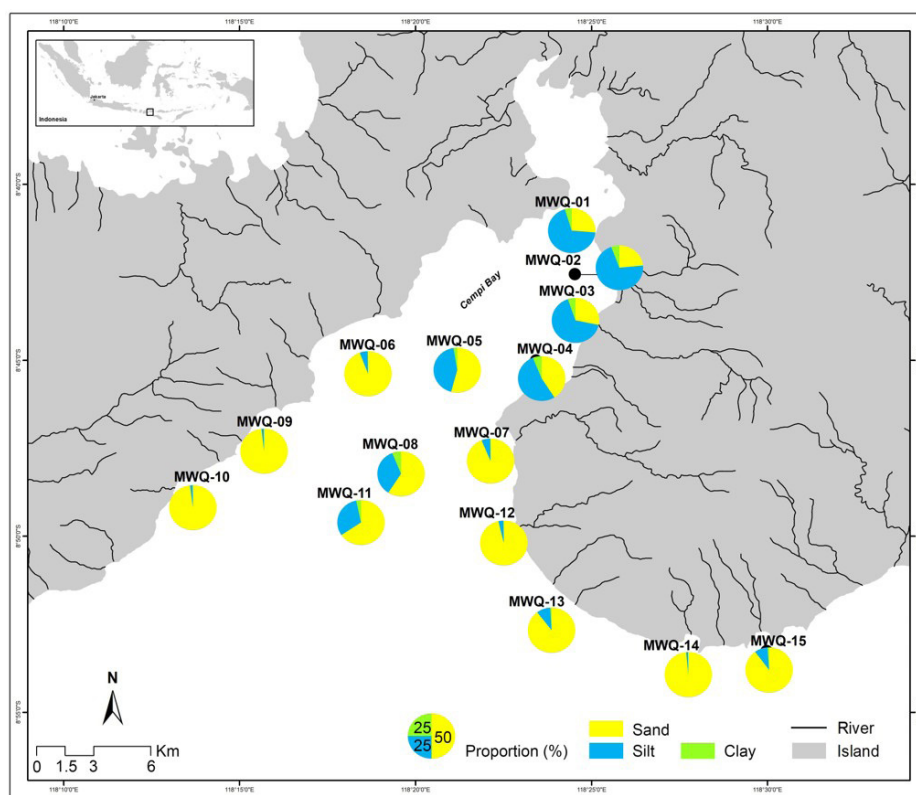 118°10'0"E 118°15'0"E 118°20'0"E 118°25'0"E 118°30'0"E
Jakarta
Indonesia
8°40'0"S
MWQ-01
MWQ-02
Cempi Bay
MWQ-03
8°45'0"S
MWQ-06 MWQ-05 MWQ-04
MWQ-09
MWQ-08 MWQ-07
MWQ-10
MWQ-11
MWQ-12
8°50'0"S
MWQ-13
MWQ-14 MWQ-15
N
8°55'0"S
25 50 25
Proportion (%)
Sand
Silt
Clay
River
Island
Km
0 1.5 3 6
118°10'0"E 118°15'0"E 118°20'0"E 118°25'0"E 118°30'0"E